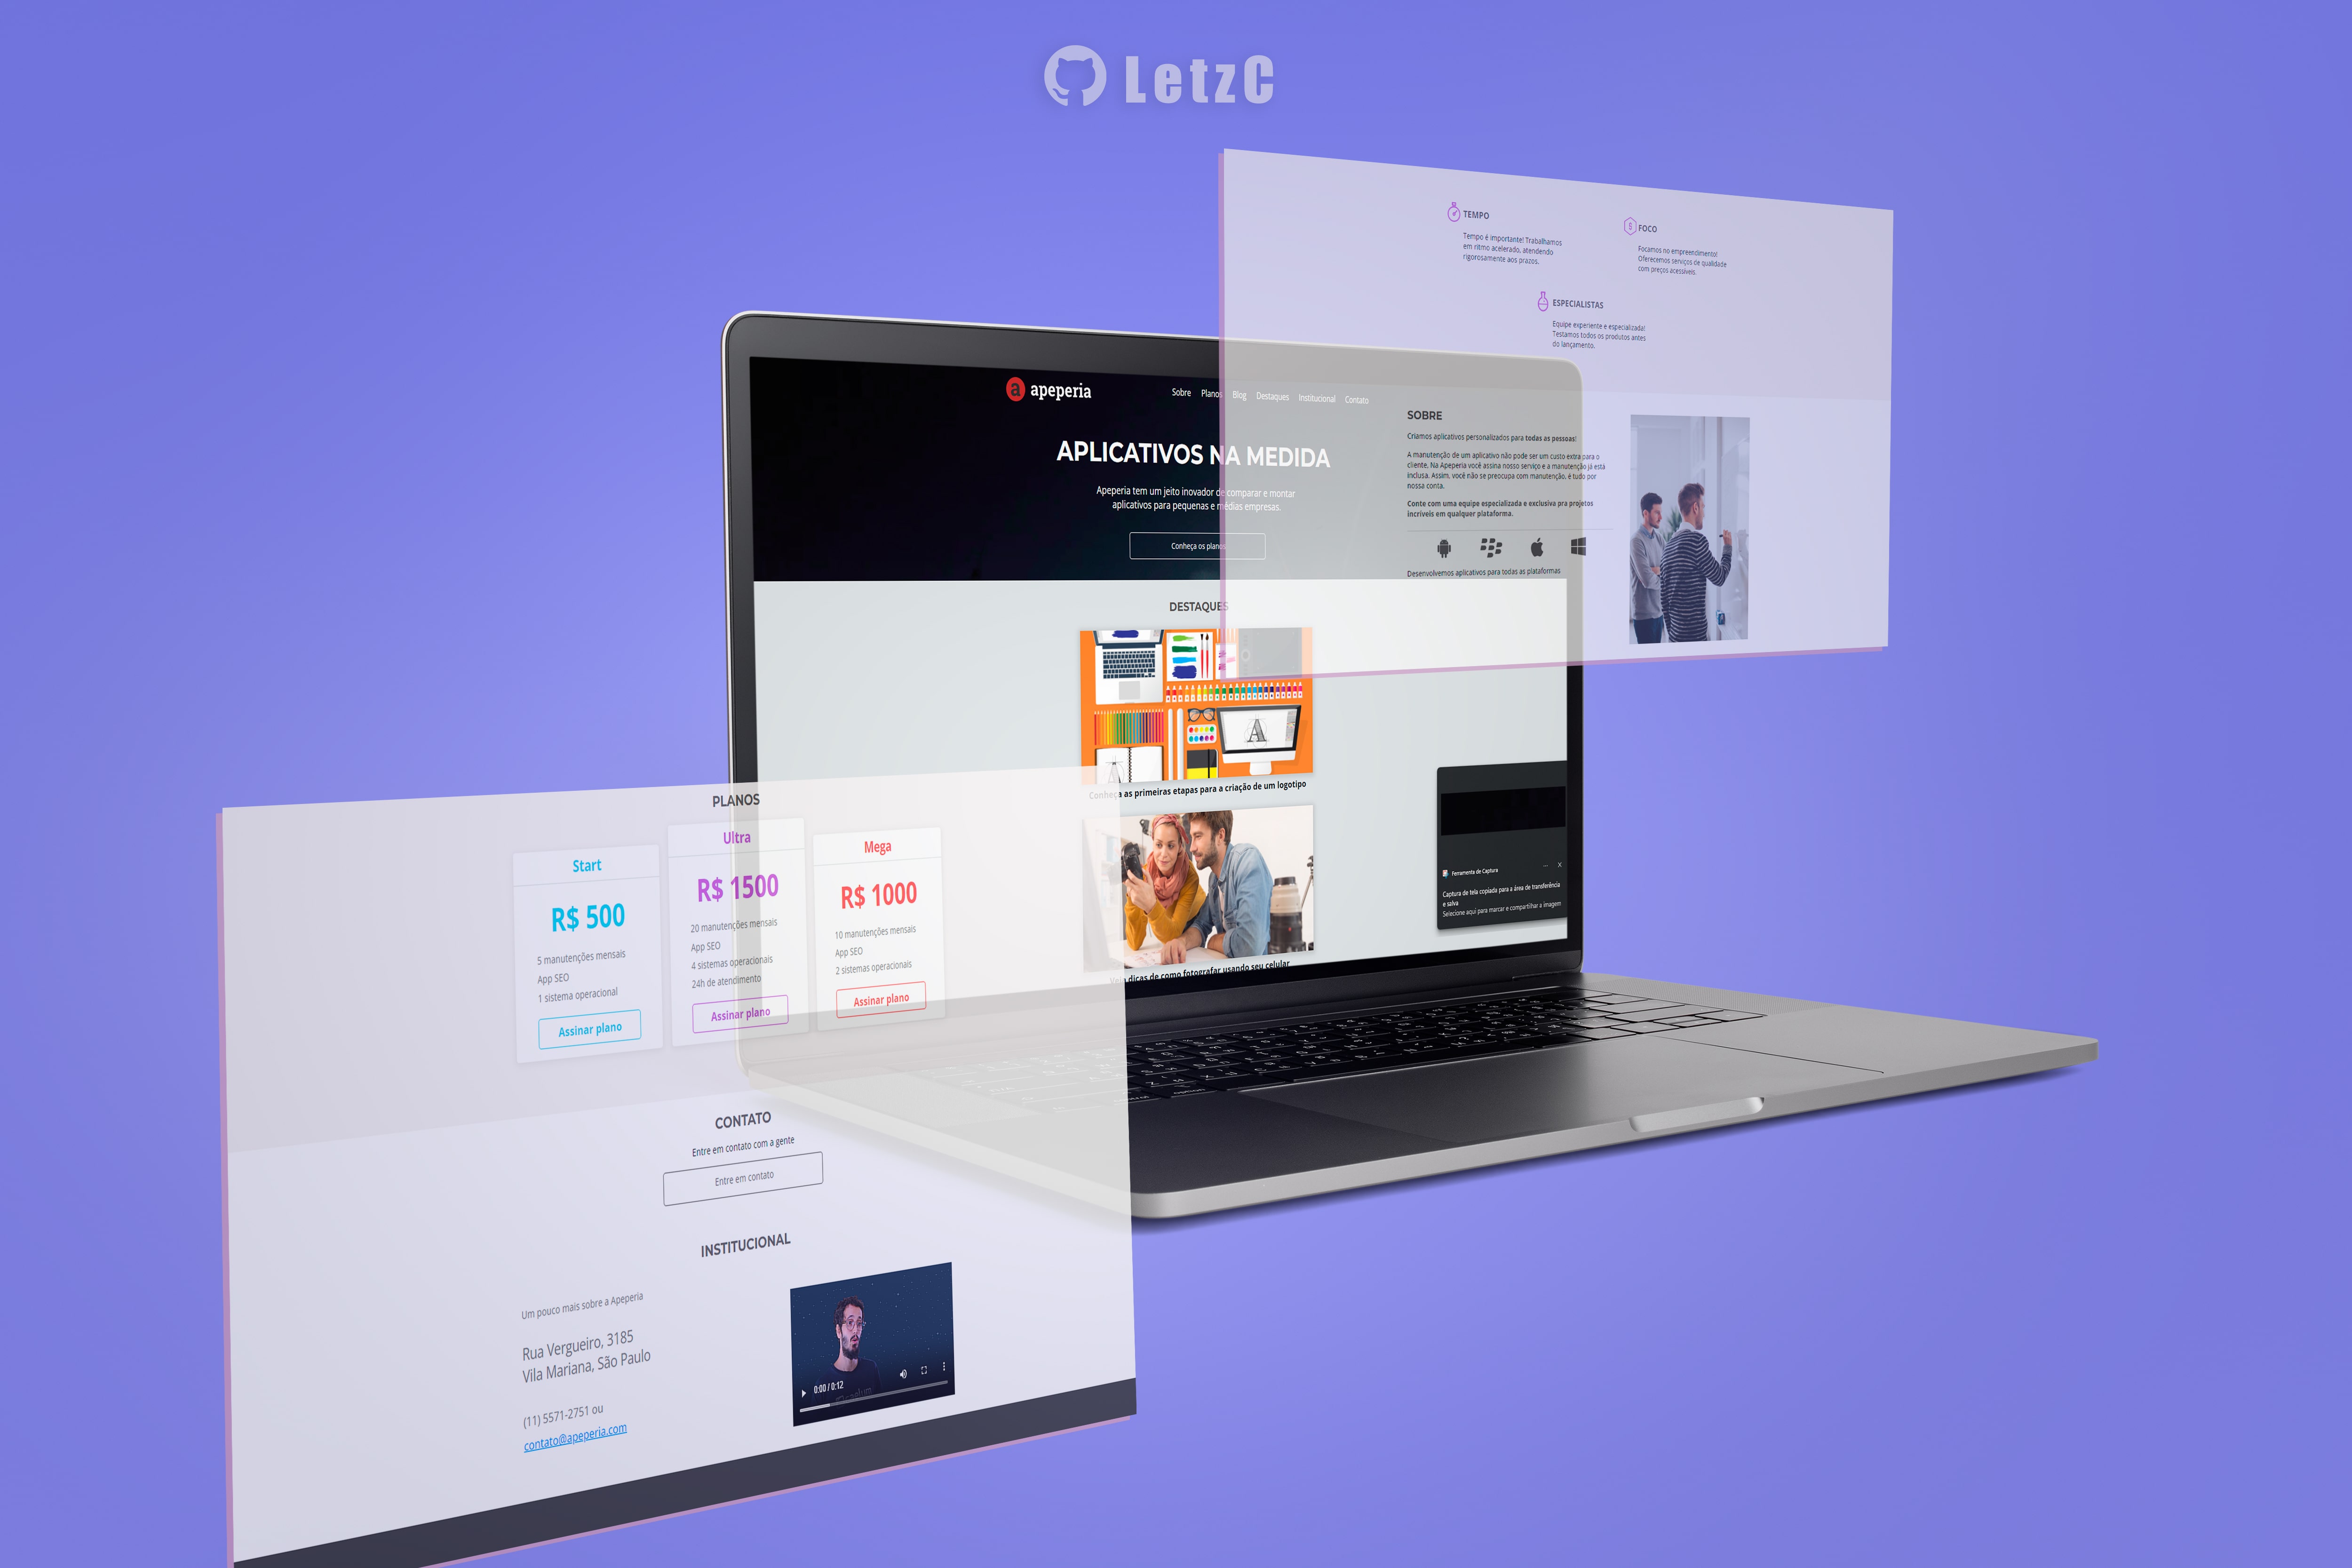 LetzC
TEMPO
Tempo é importante! Trabalhamos
em ritmo acelerado, atendendo
rigorosamente aos prazos.
FOCO
Focamos no empreendimento!
Oferecemos serviços de qualidade
com preços acessíveis
ESPECIALISTAS
Equipe experiente e especializada!
Testamos todos os produtos antes
do lançamento.
a apeperia
Sobre Planos Blog Destaques Institucional Contato
APLICATIVOS NA MEDIDA
Apeperia tem um jeito inovador de comparar e montar
aplicativos para pequenas e médias empresas.
Conheça os planos
SOBRE
Criamos aplicativos personalizados para todas as pessoas!
A manutenção de um aplicativo não pode ser um custo extra para o
cliente. Na Apeperia você assina nosso serviço e a manutenção já está
inclusa. Assim, você não se preocupa com manutenção, é tudo por
nossa conta.
Conte com uma equipe especializada e exclusiva pra projetos
incríveis em qualquer plataforma.
Desenvolvemos aplicativos para todas as plataformas
DESTAQUES
A
A
Conheça as primeiras etapas para a criação de um logotipo
Veja dicas de como fotografar usando seu celular
Ferramenta de Captura
Captura de tela copiada para a área de transferência
e salva
Selecione aqui para marcar e compartilhar a imagem
PLANOS
Start
R$ 500
5 manutenções mensais
App SEO
1 sistema operacional
Assinar plano
Ultra
R$ 1500
20 manutenções mensais
App SEO
4 sistemas operacionais
24h de atendimento
Assinar plano
Mega
R$ 1000
10 manutenções mensais
App SEO
2 sistemas operacionais
Assinar plano
CONTATO
Entre em contato com a gente
Entre em contato
INSTITUCIONAL
Um pouco mais sobre a Apeperia
Rua Vergueiro, 3185
Vila Mariana, São Paulo
(11) 5571-2751 ou
contato@apeperia.com
0:00 / 0:12